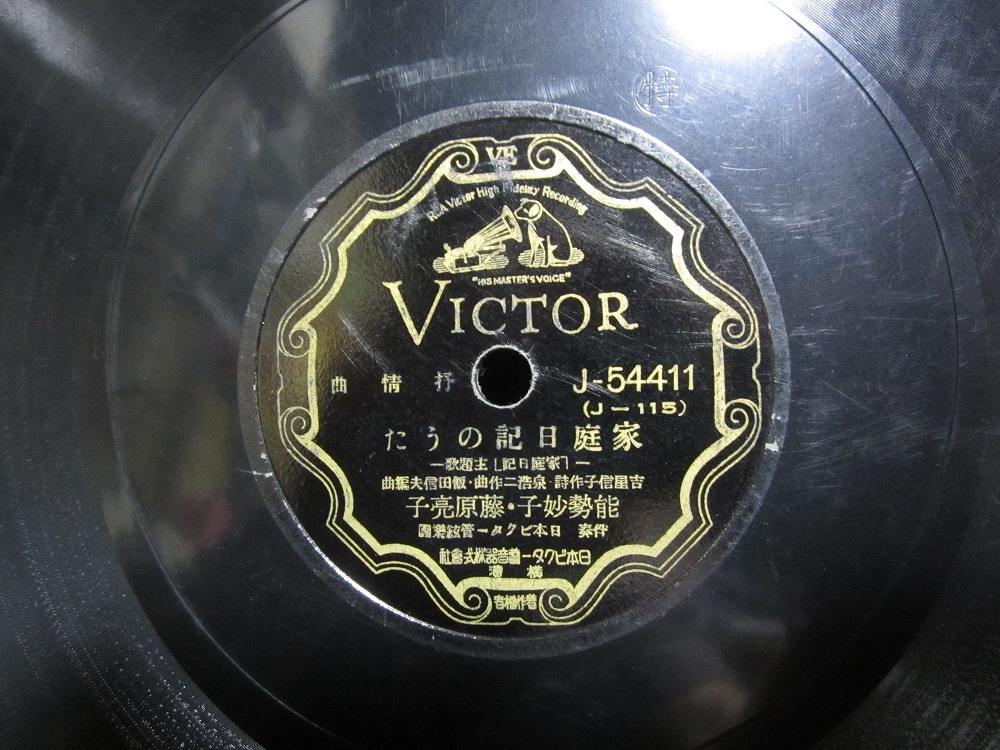 特
VE
RCA Victor High Fidelity Recording
"HIS MASTER'S VOICE"
VICTOR
抒情曲
J-54411
(J-115)
家庭日記のうた
—「家庭日記」主題歌—
吉屋信子作詩・泉浩二作曲・飯田信夫編曲
能勢妙子・藤原亮子
伴奏 日本ビクター管絃樂團
日本ビクター蓄音器株式會社
横濱
著作權者